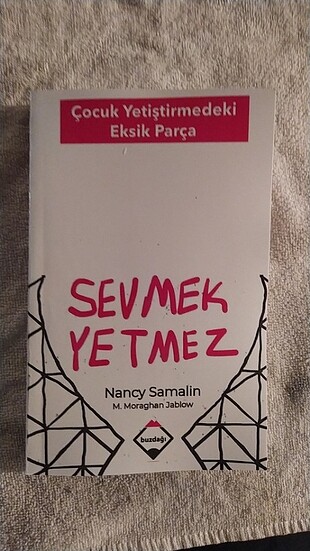 Çocuk Yetiştirmedeki
Eksik Parça
SEVMEK
YETMEZ
Nancy Samalin
M. Moraghan Jablow
buzdağı